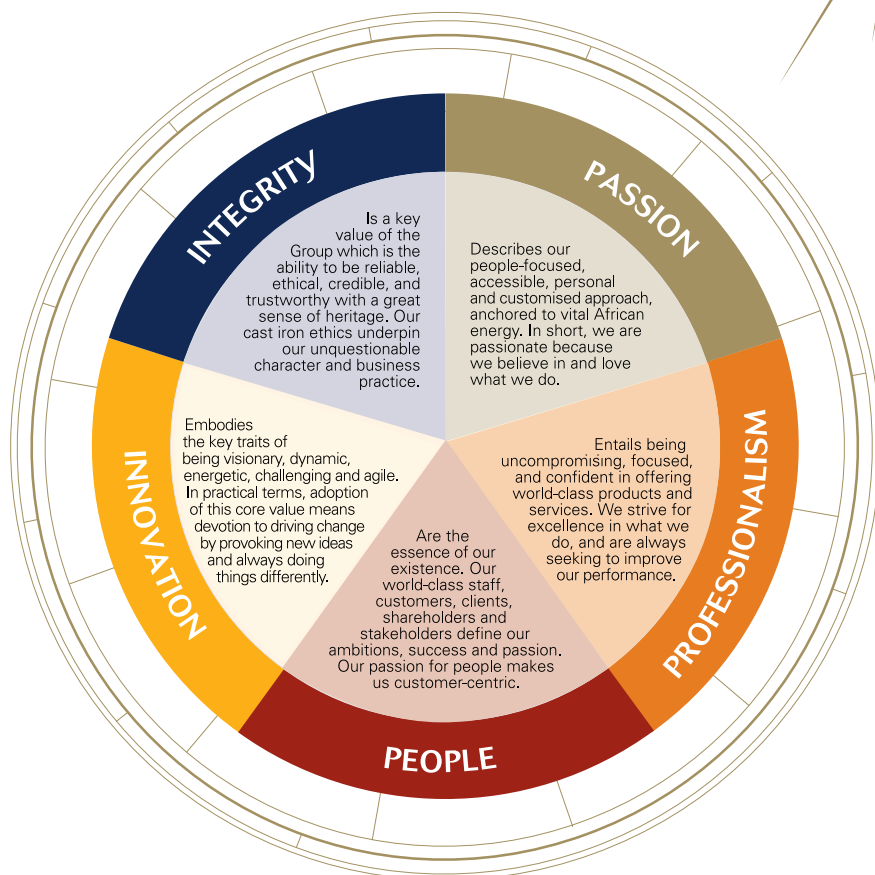 INTEGRITY
Is a key
value of the
Group which is the
ability to be reliable,
ethical, credible, and
trustworthy with a great
sense of heritage. Our
cast iron ethics underpin
our unquestionable
character and business
practice.
PASSION
Describes our
people-focused,
accessible, personal
and customised approach,
anchored to vital African
energy. In short, we are
passionate because
we believe in and love
what we do.
PROFESSIONALISM
Entails being
uncompromising, focused,
and confident in offering
world-class products and
services. We strive for
excellence in what we
do, and are always
seeking to improve
our performance.
PEOPLE
Are the
essence of our
existence. Our
world-class staff,
customers, clients,
shareholders and
stakeholders define our
ambitions, success and passion.
Our passion for people makes
us customer-centric.
INNOVATION
Embodies
the key traits of
being visionary, dynamic,
energetic, challenging and agile.
In practical terms, adoption
of this core value means
devotion to driving change
by provoking new ideas
and always doing
things differently.